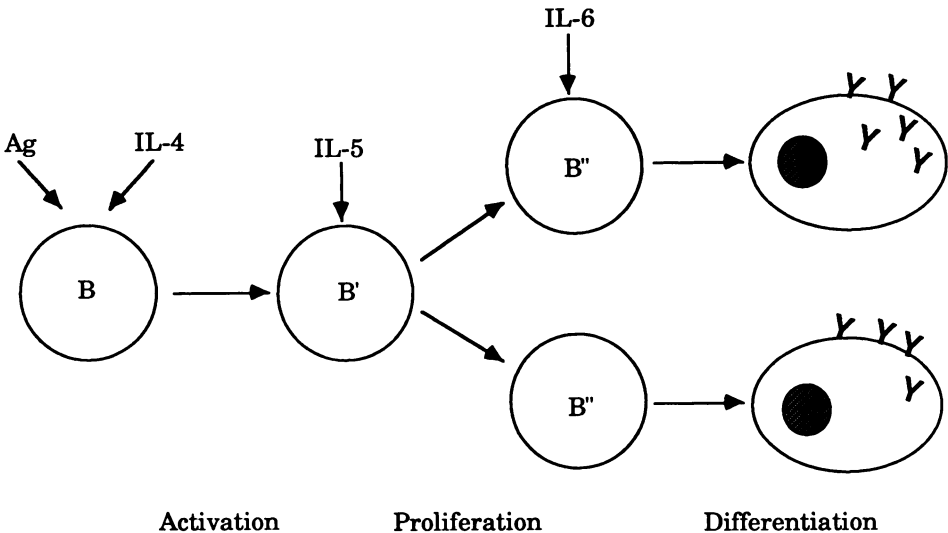 IL-6
Ag
IL-4
IL-5
B"
B
B'
B"
Activation
Proliferation
Differentiation